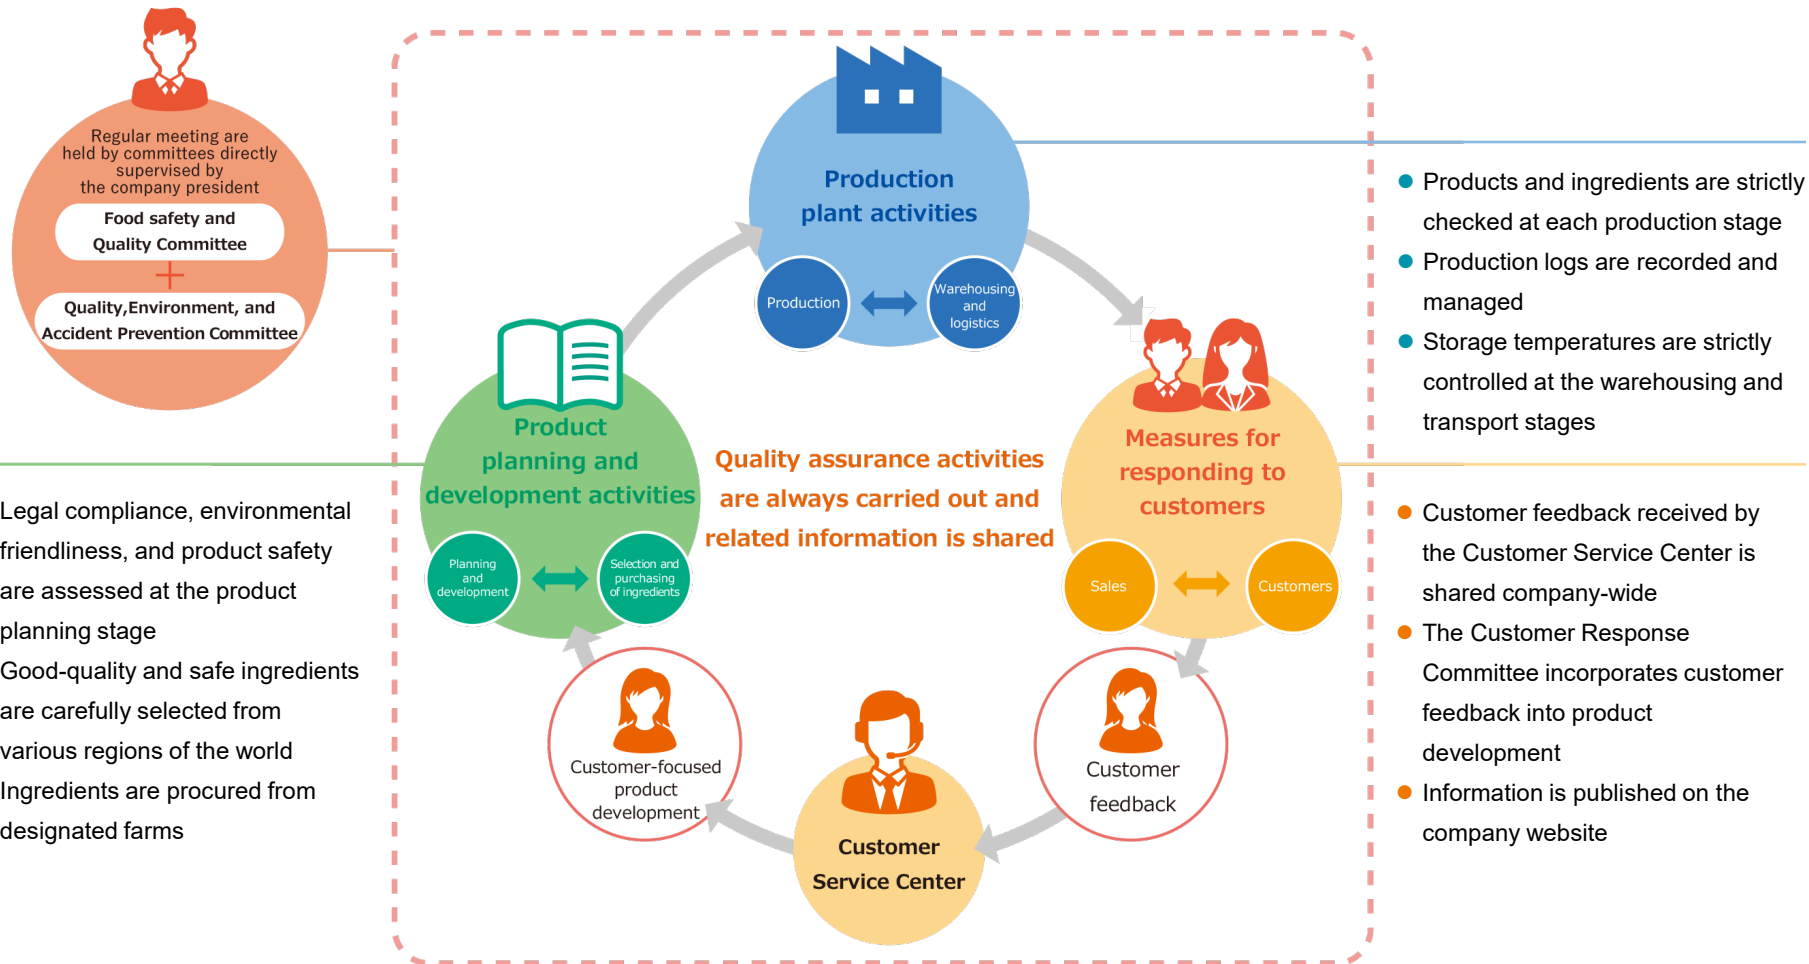 Regular meeting are
held by committees directly
supervised by
the company president
Food safety and
Quality Committee
Quality,Environment, and
Accident Prevention Committee
Production
plant activities
Production
Warehousing
and
logistics
Products and ingredients are strictly
checked at each production stage
Production logs are recorded and
managed
Storage temperatures are strictly
controlled at the warehousing and
transport stages
Product
planning and
development activities
Planning
and
development
Selection and
purchasing
of ingredients
Quality assurance activities
are always carried out and
related information is shared
Measures for
responding to
customers
Sales
Customers
Legal compliance, environmental
friendliness, and product safety
are assessed at the product
planning stage
Good-quality and safe ingredients
are carefully selected from
various regions of the world
Ingredients are procured from
designated farms
Customer feedback received by
the Customer Service Center is
shared company-wide
The Customer Response
Committee incorporates customer
feedback into product
development
Information is published on the
company website
Customer-focused
product
development
Customer
Service Center
Customer
feedback